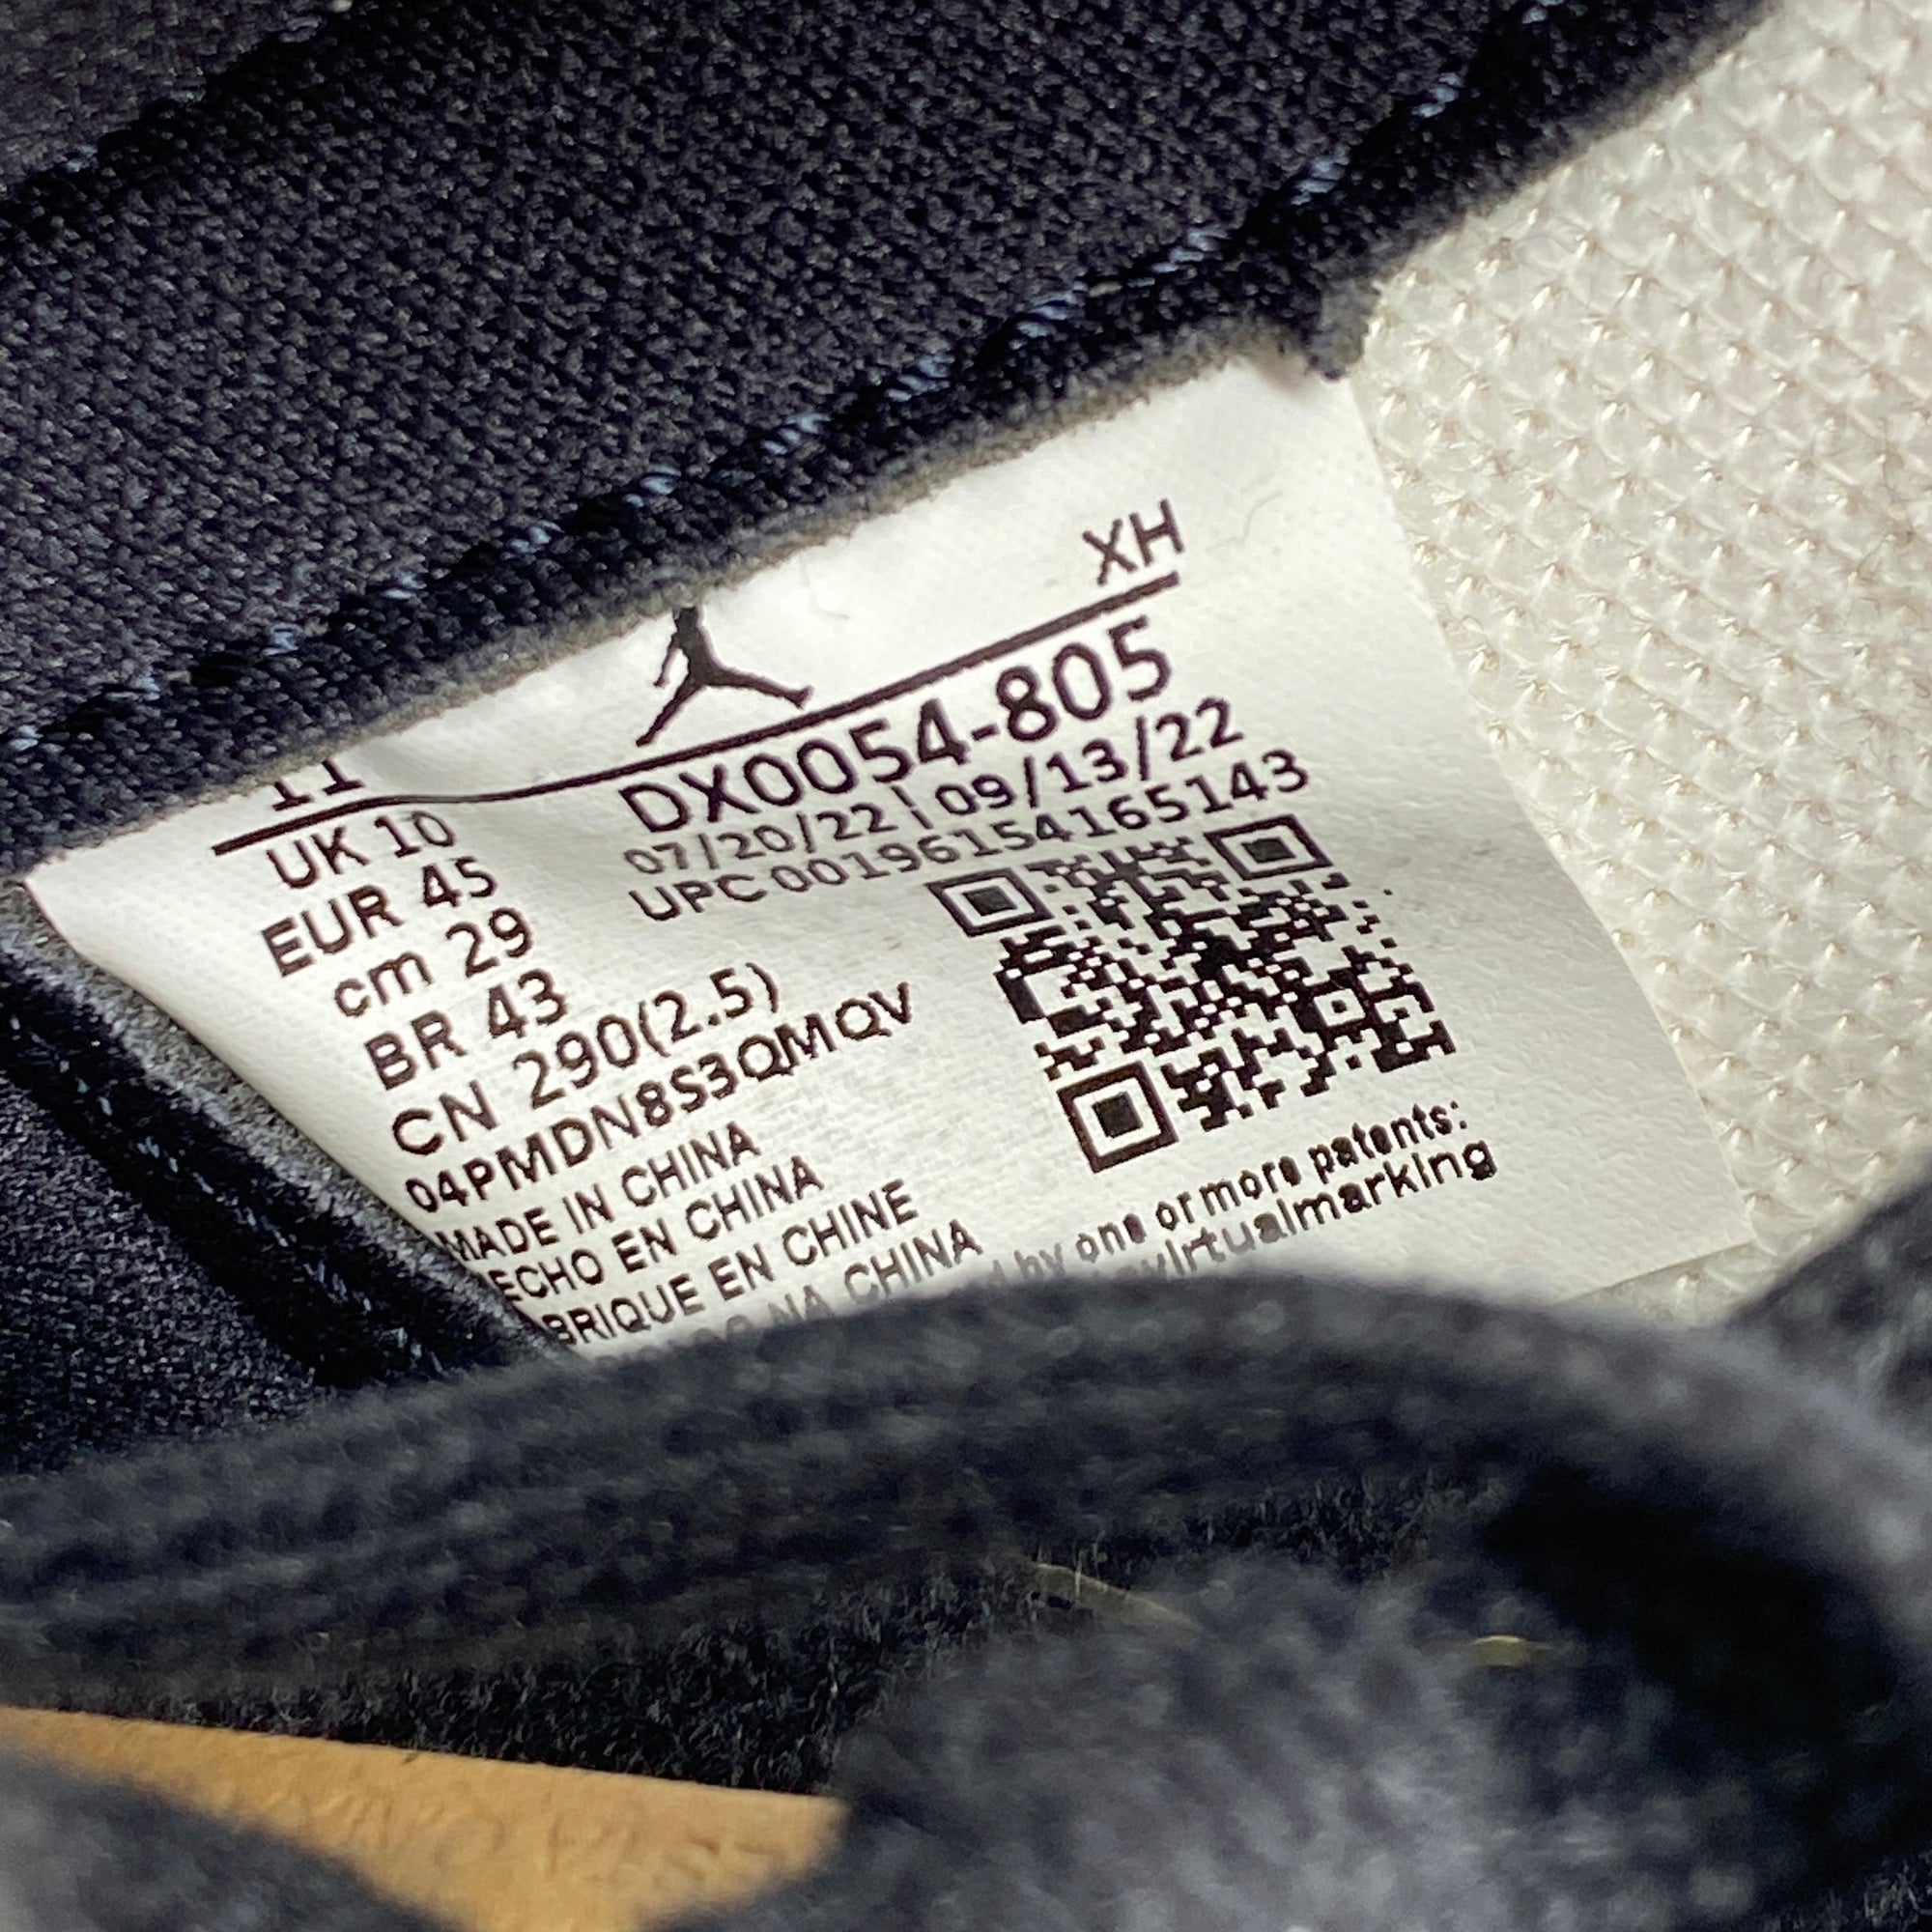 XH
11
UK 10
EUR 45
cm 29
BR 43
CN 290(2.5)
04PMDN8S3QMQV
MADE IN CHINA
ECHO EN CHINA
BRIQUE EN CHINE
NA CHINA
DX0054-805
07/20/22 | 09/13/22
UPC 00196154165143
by one or more patents:
virtualmarking